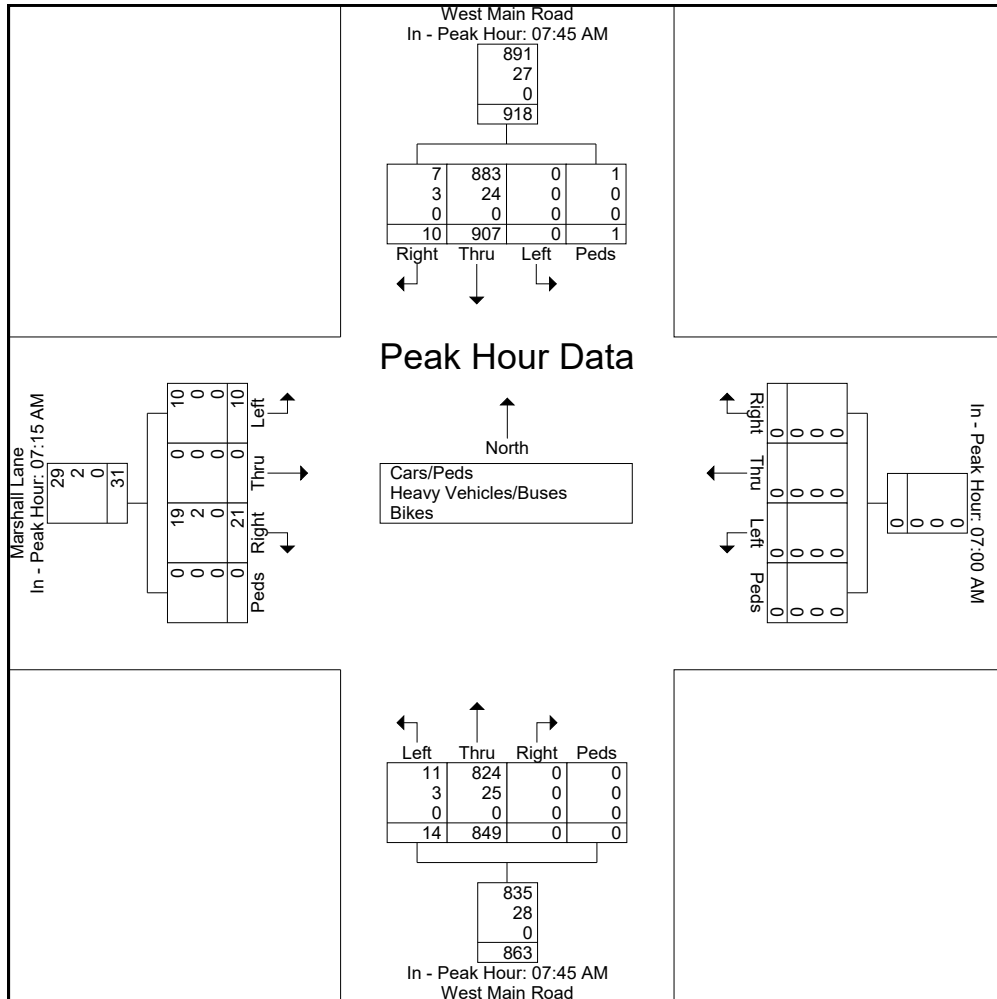 West Main Road
In - Peak Hour: 07:45 AM
891
27
0
918
7 883 0 1
3 24 0 0
0 0 0 0
10 907 0 1
Right Thru Left Peds
Peak Hour Data
North
Cars/Peds
Heavy Vehicles/Buses
Bikes
Marshall Lane
In - Peak Hour: 07:15 AM
29
2
0
31
10 0 0 10 Left
0 0 0 0 Thru
19 2 0 21 Right
0 0 0 0 Peds
Right 0 0 0 0
Thru 0 0 0 0
Left 0 0 0 0
Peds 0 0 0 0
0
0
0
0
In - Peak Hour: 07:00 AM
Left Thru Right Peds
11 824 0 0
3 25 0 0
0 0 0 0
14 849 0 0
835
28
0
863
In - Peak Hour: 07:45 AM
West Main Road